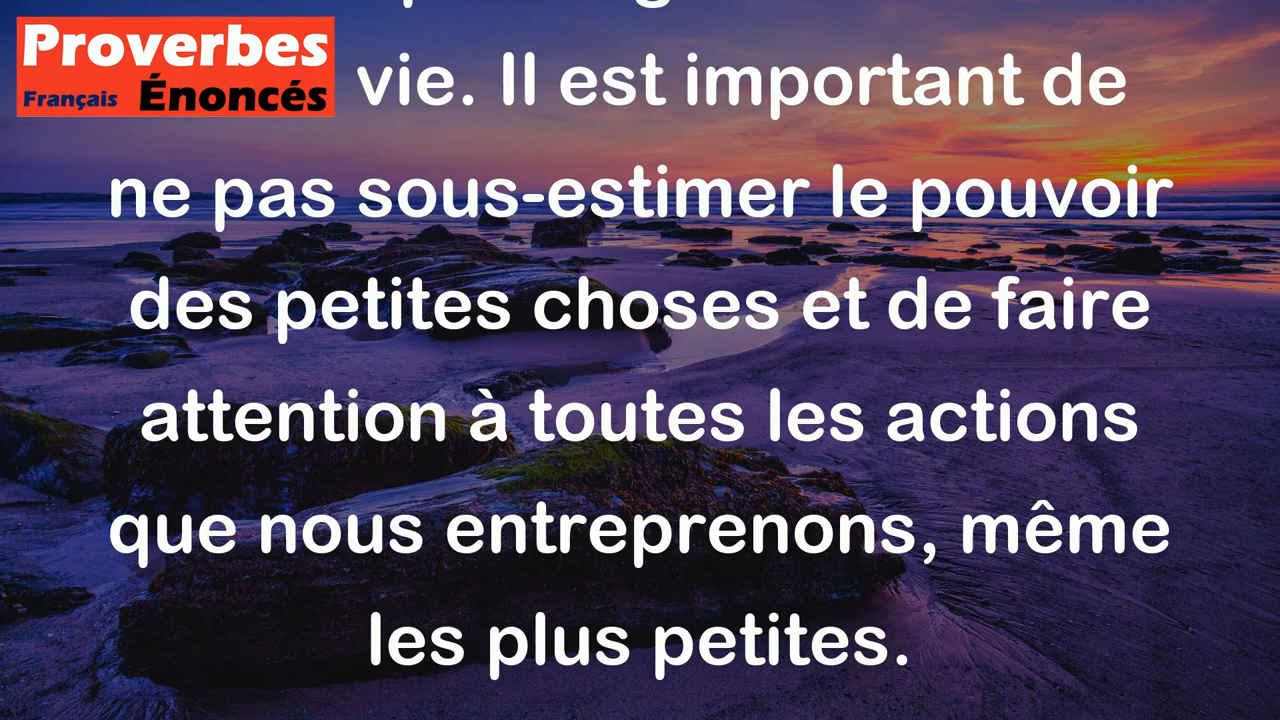 Proverbes
Français Énoncés
vie. Il est important de
ne pas sous-estimer le pouvoir
des petites choses et de faire
attention à toutes les actions
que nous entreprenons, même
les plus petites.